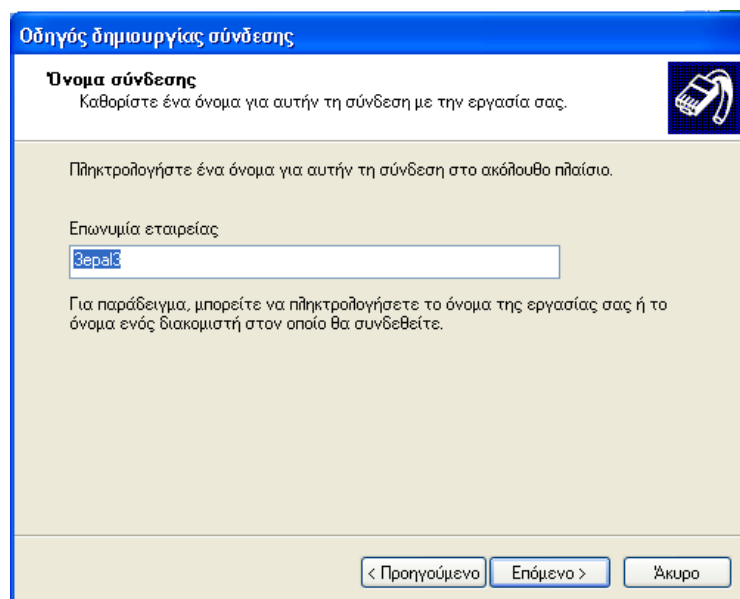 Οδηγός δημιουργίας σύνδεσης
Όνομα σύνδεσης
Καθορίστε ένα όνομα για αυτήν τη σύνδεση με την εργασία σας.
Πληκτρολογήστε ένα όνομα για αυτήν τη σύνδεση στο ακόλουθο πλαίσιο.
Επωνυμία εταιρείας
3epal3
Για παράδειγμα, μπορείτε να πληκτρολογήσετε το όνομα της εργασίας σας ή το
όνομα ενός διακομιστή στον οποίο θα συνδεθείτε.
< Προηγούμενο Επόμενο > Άκυρο